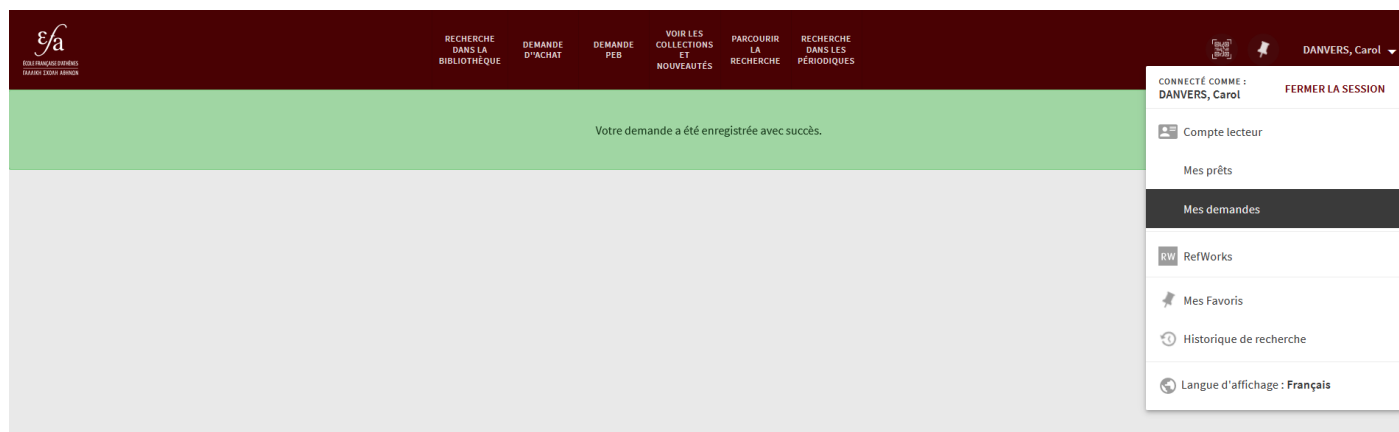 εfa
ÉCOLE FRANÇAISE D'ATHÈNES
ΓΑΛΛΙΚΗ ΣΧΟΛΗ ΑΘΗΝΩΝ
RECHERCHE
DANS LA
BIBLIOTHÈQUE
DEMANDE
D''ACHAT
DEMANDE
PEB
VOIR LES
COLLECTIONS
ET
NOUVEAUTÉS
PARCOURIR
LA
RECHERCHE
RECHERCHE
DANS LES
PÉRIODIQUES
DANVERS, Carol
Votre demande a été enregistrée avec succès.
CONNECTÉ COMME :
DANVERS, Carol
FERMER LA SESSION
Compte lecteur
Mes prêts
Mes demandes
RW RefWorks
Mes Favoris
Historique de recherche
Langue d'affichage : Français